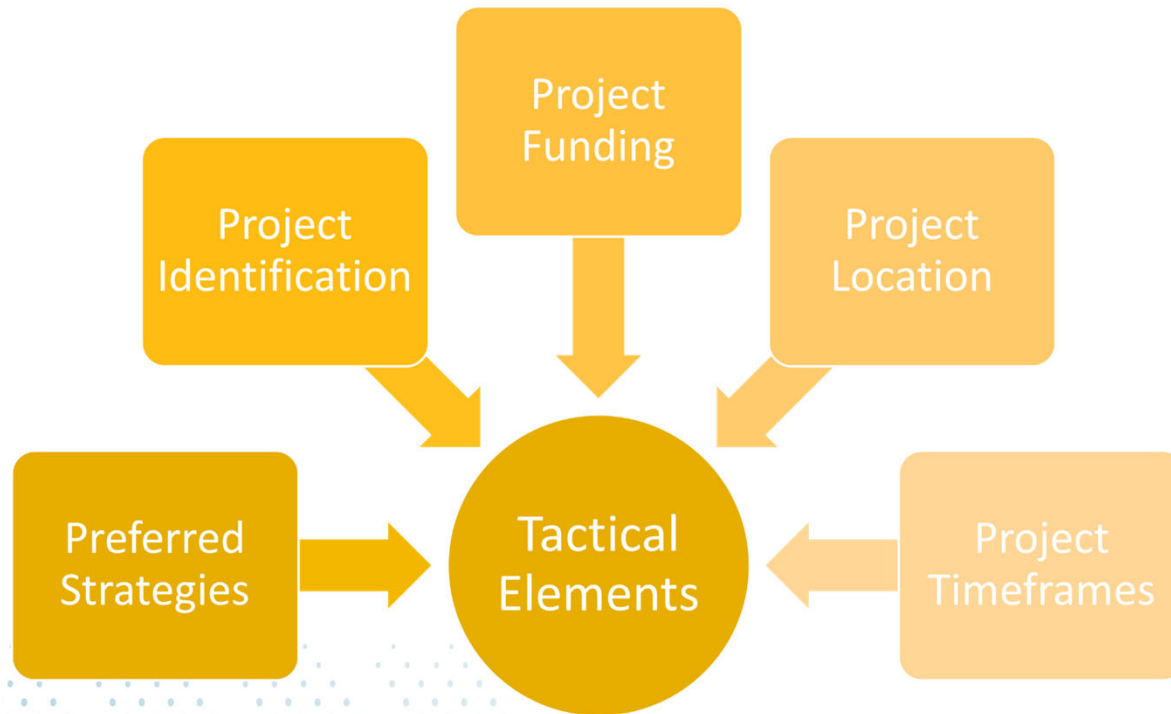 Project
Funding
Project
Identification
Project
Location
Preferred
Strategies
Tactical
Elements
Project
Timeframes